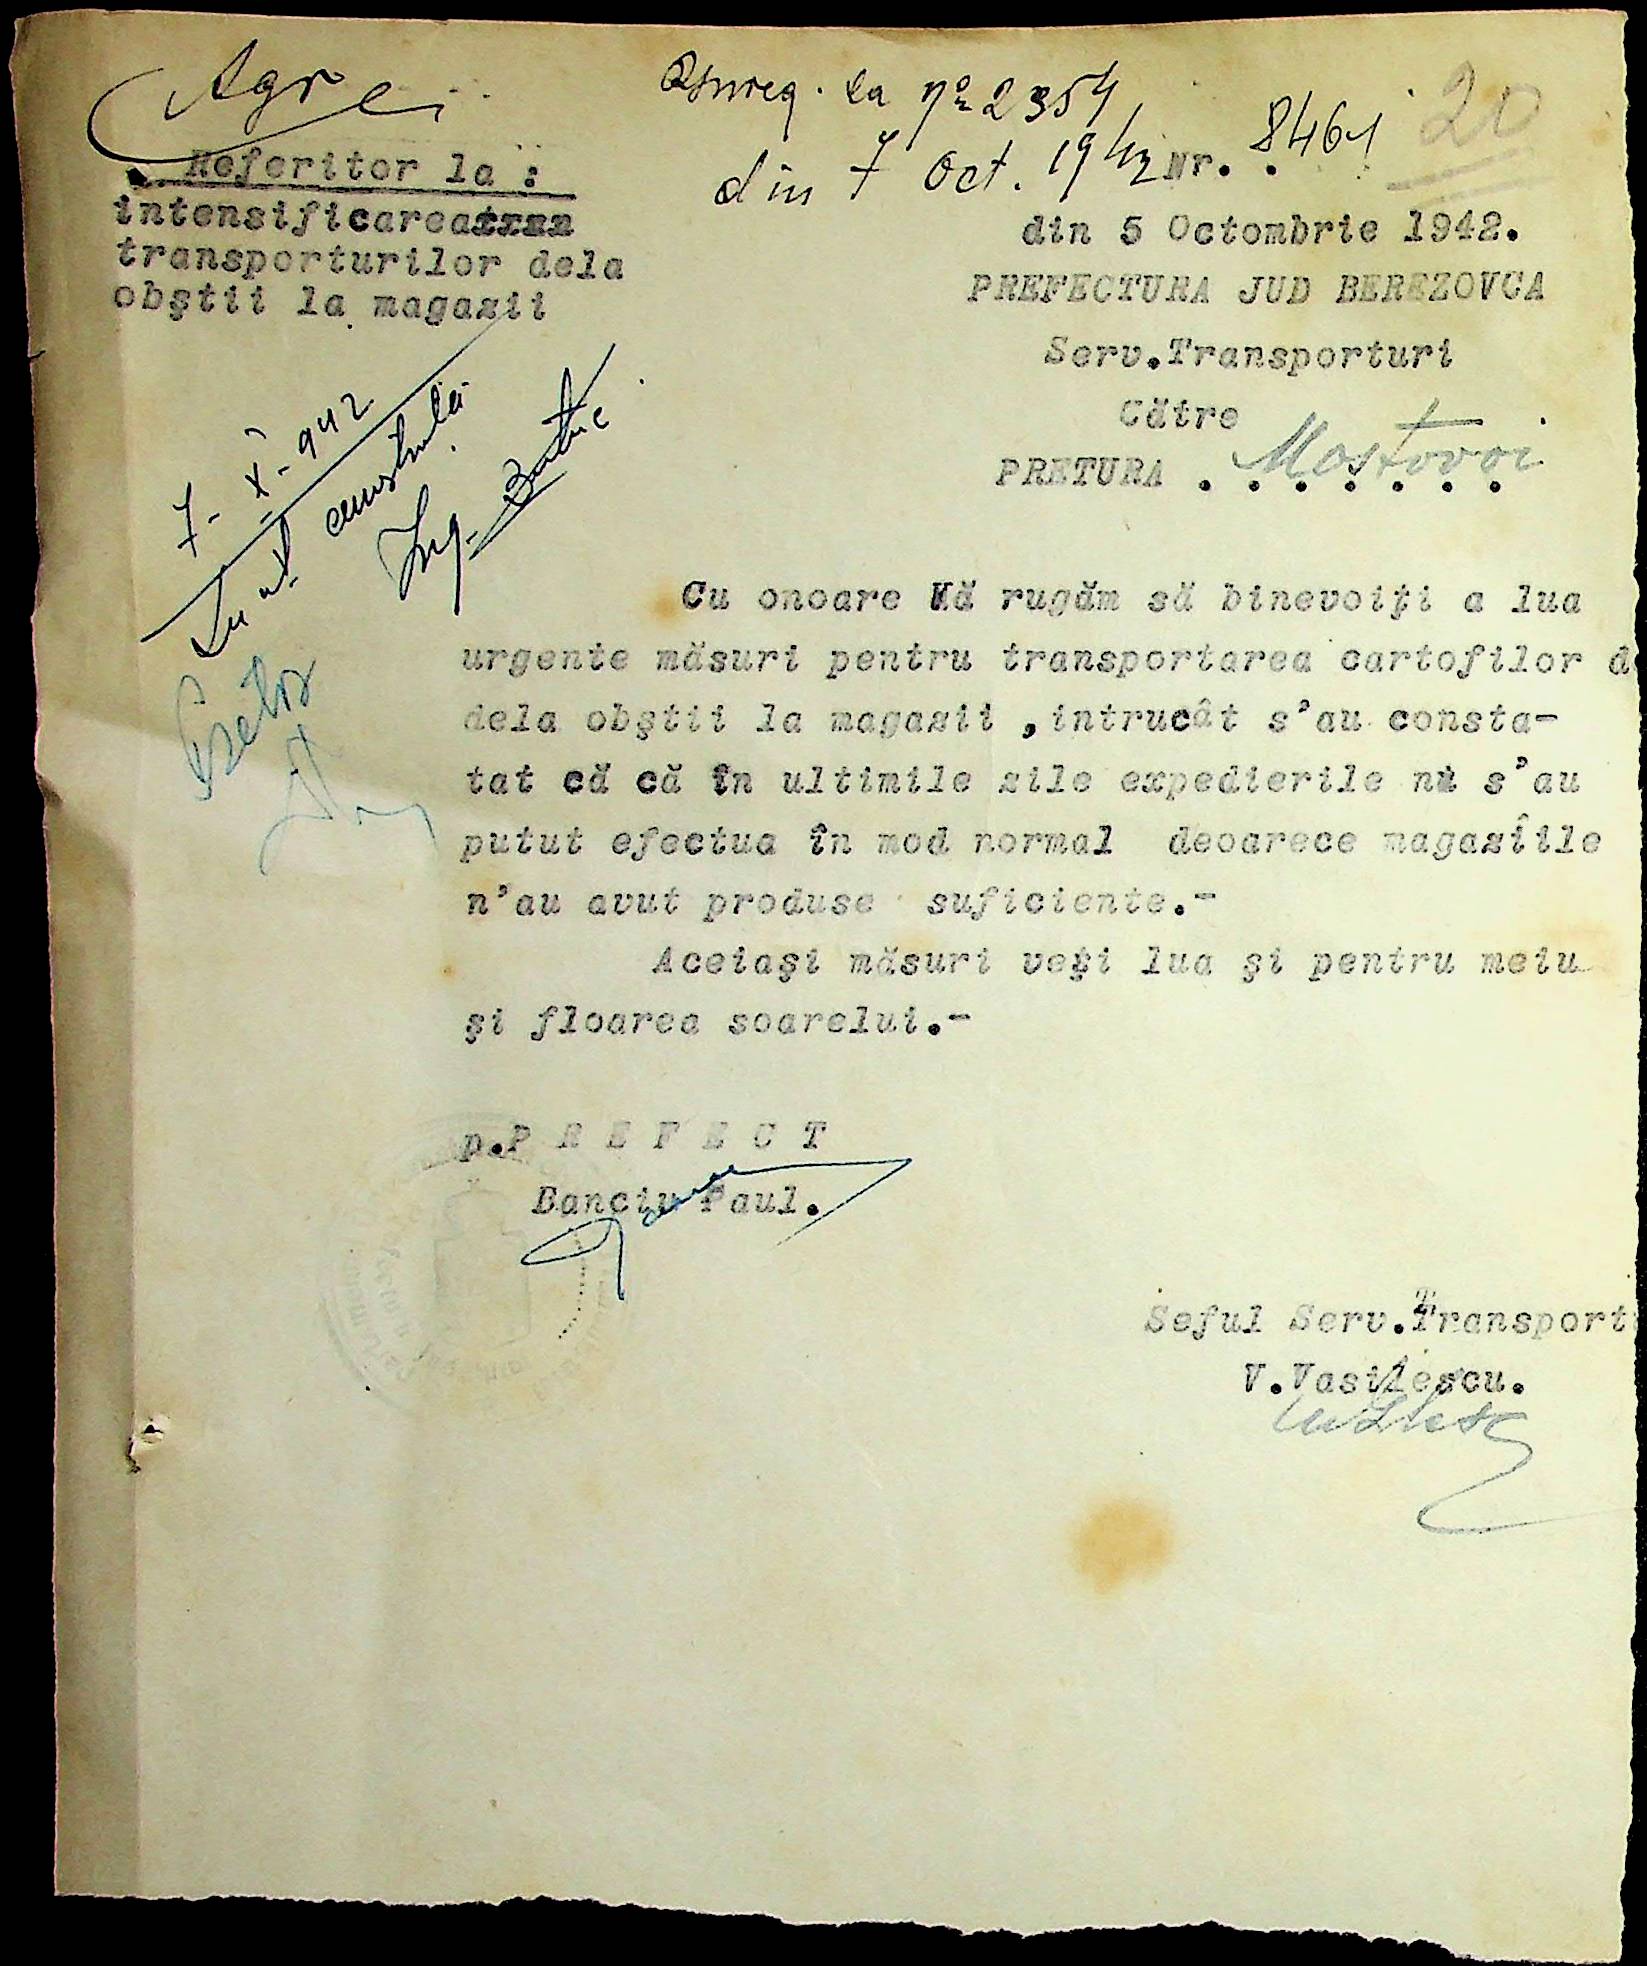 Agr
Inreg. la No 2354
din 7 Oct. 1942
20
Nr. 8461
Referitor la :
intensificarea
transporturilor dela
obştii la magazii
din 5 Octombrie 1942.
PREFECTURA JUD BEREZOVCA
Serv.Transporturi
Către
PRETURA . Mostovoi
7-X-942
Ing.
Cu onoare Vă rugăm să binevoiţi a lua
urgente măsuri pentru transportarea cartofilor d
dela obştii la magazii ,intrucât s'au consta-
tat că că în ultimile zile expedierile nu s'au
putut efectua în mod normal deoarece magaziile
n'au avut produse suficiente.-
Aceiaşi măsuri veţi lua şi pentru meiu
şi floarea soarelui.-
p.P R E F E C T
Banciu Paul.
Seful Serv.Transport
V.Vasilescu.